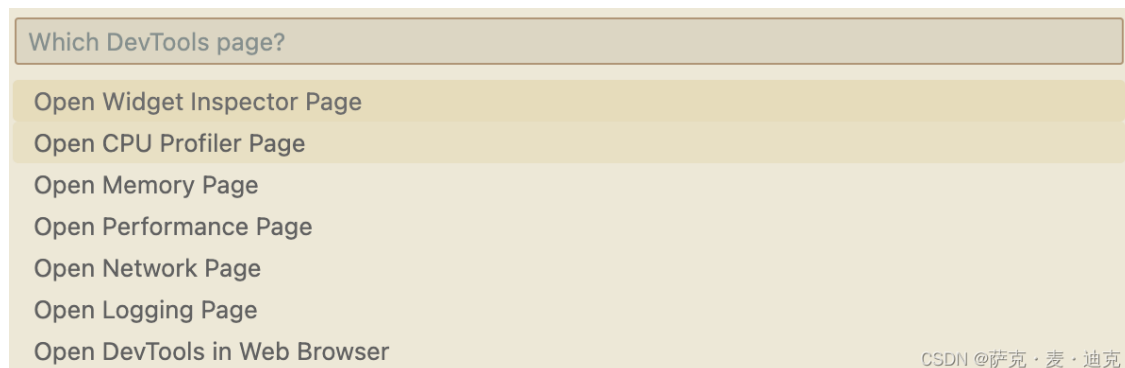 Which DevTools page?
Open Widget Inspector Page
Open CPU Profiler Page
Open Memory Page
Open Performance Page
Open Network Page
Open Logging Page
Open DevTools in Web Browser
CSDN @萨克·麦·迪克